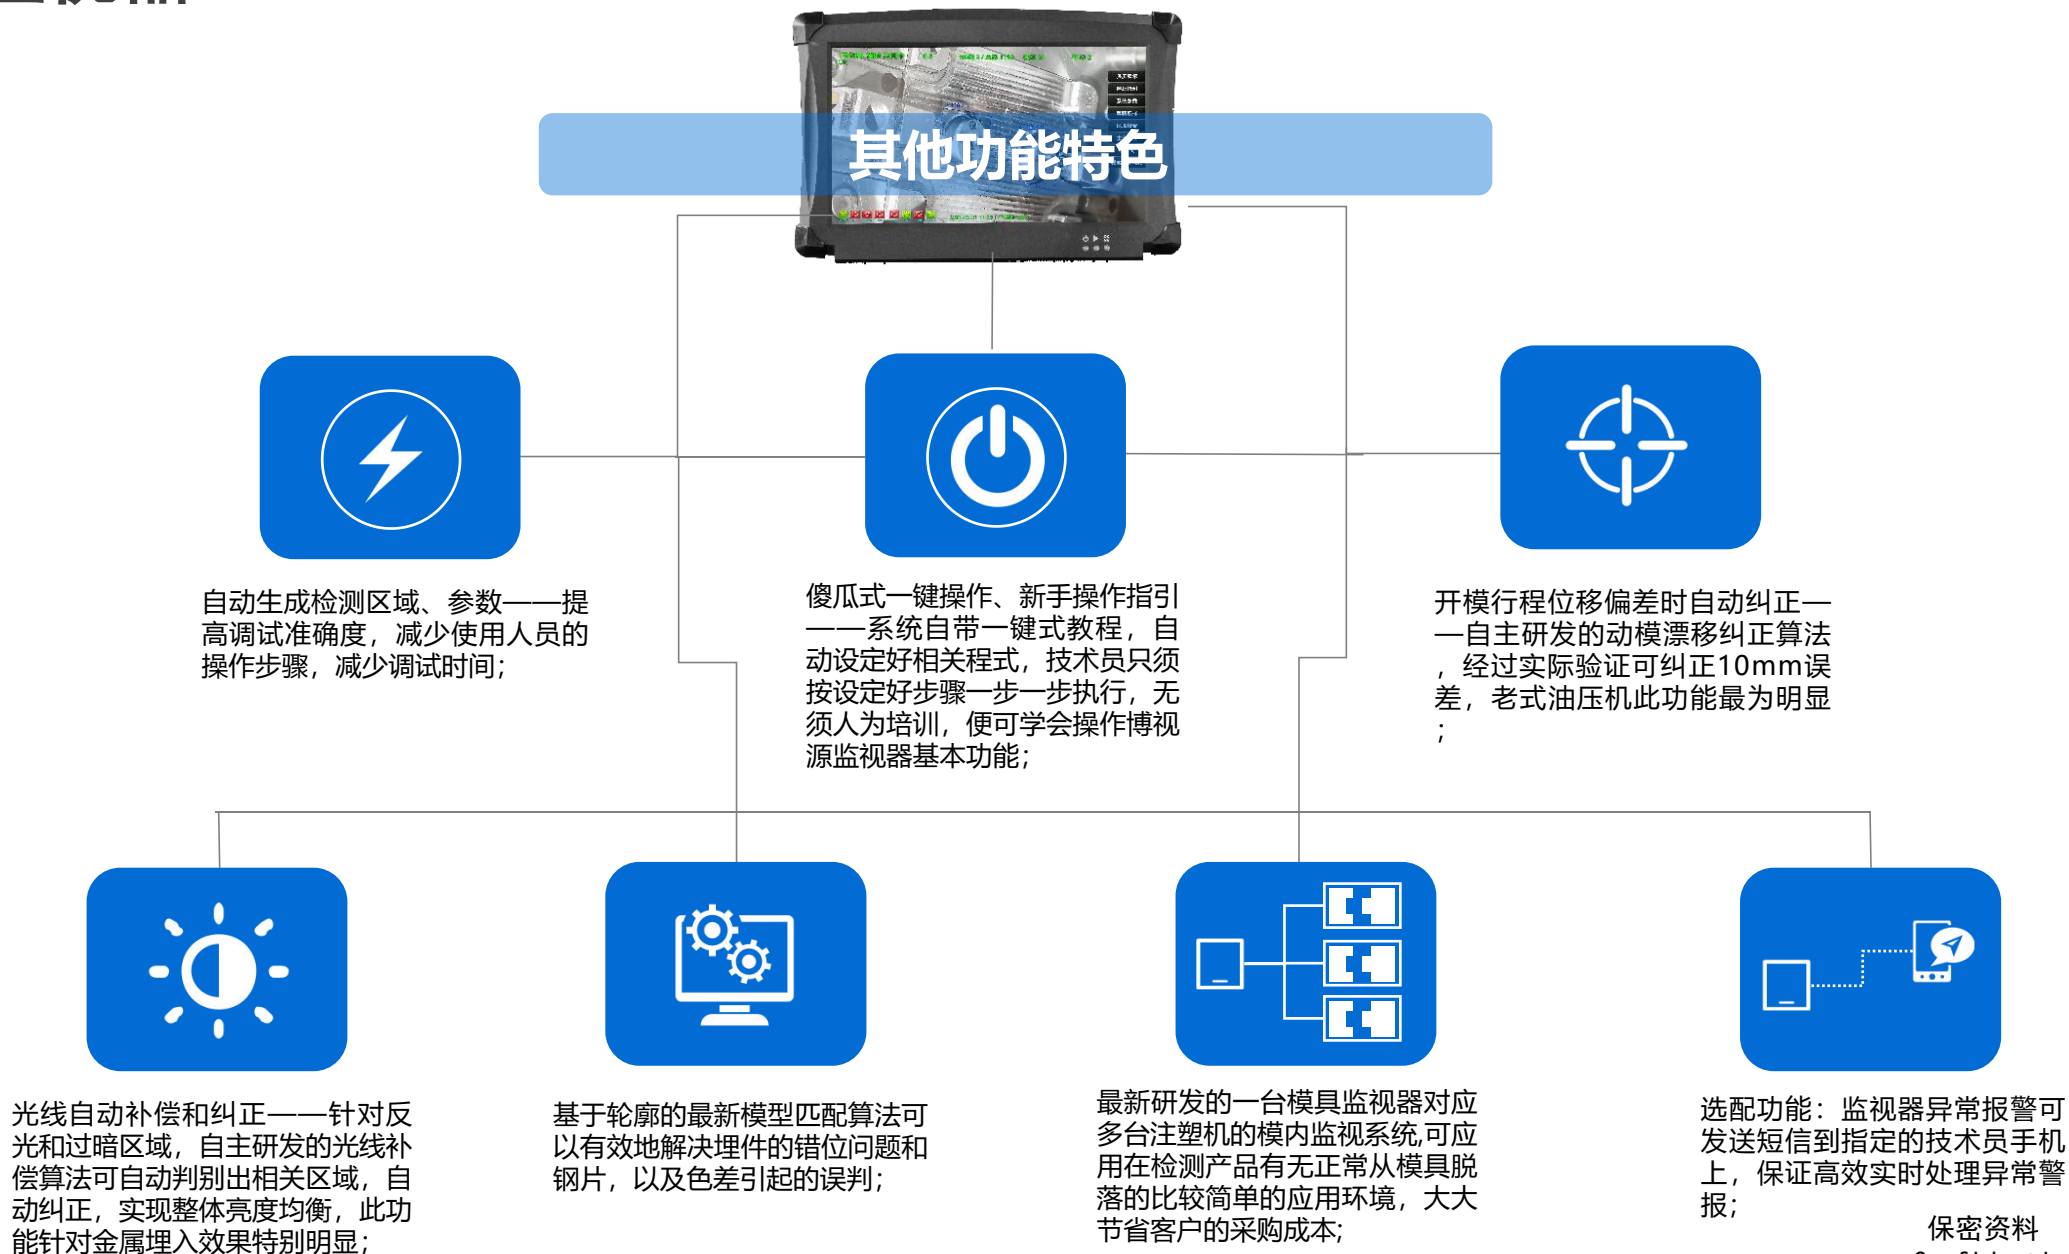 其他功能特色
自动生成检测区域、参数——提
高调试准确度，减少使用人员的
操作步骤，减少调试时间；
傻瓜式一键操作、新手操作指引
——系统自带一键式教程，自
动设定好相关程式，技术员只须
按设定好步骤一步一步执行，无
须人为培训，便可学会操作博视
源监视器基本功能；
开模行程位移偏差时自动纠正—
—自主研发的动模漂移纠正算法
，经过实际验证可纠正10mm误
差，老式油压机此功能最为明显
；
光线自动补偿和纠正——针对反
光和过暗区域，自主研发的光线补
偿算法可自动判别出相关区域，自
动纠正，实现整体亮度均衡，此功
能针对金属埋入效果特别明显；
基于轮廓的最新模型匹配算法可
以有效地解决埋件的错位问题和
钢片，以及色差引起的误判；
最新研发的一台模具监视器对应
多台注塑机的模内监视系统,可应
用在检测产品有无正常从模具脱
落的比较简单的应用环境，大大
节省客户的采购成本;
选配功能：监视器异常报警可
发送短信到指定的技术员手机
上，保证高效实时处理异常警
报；
保密资料